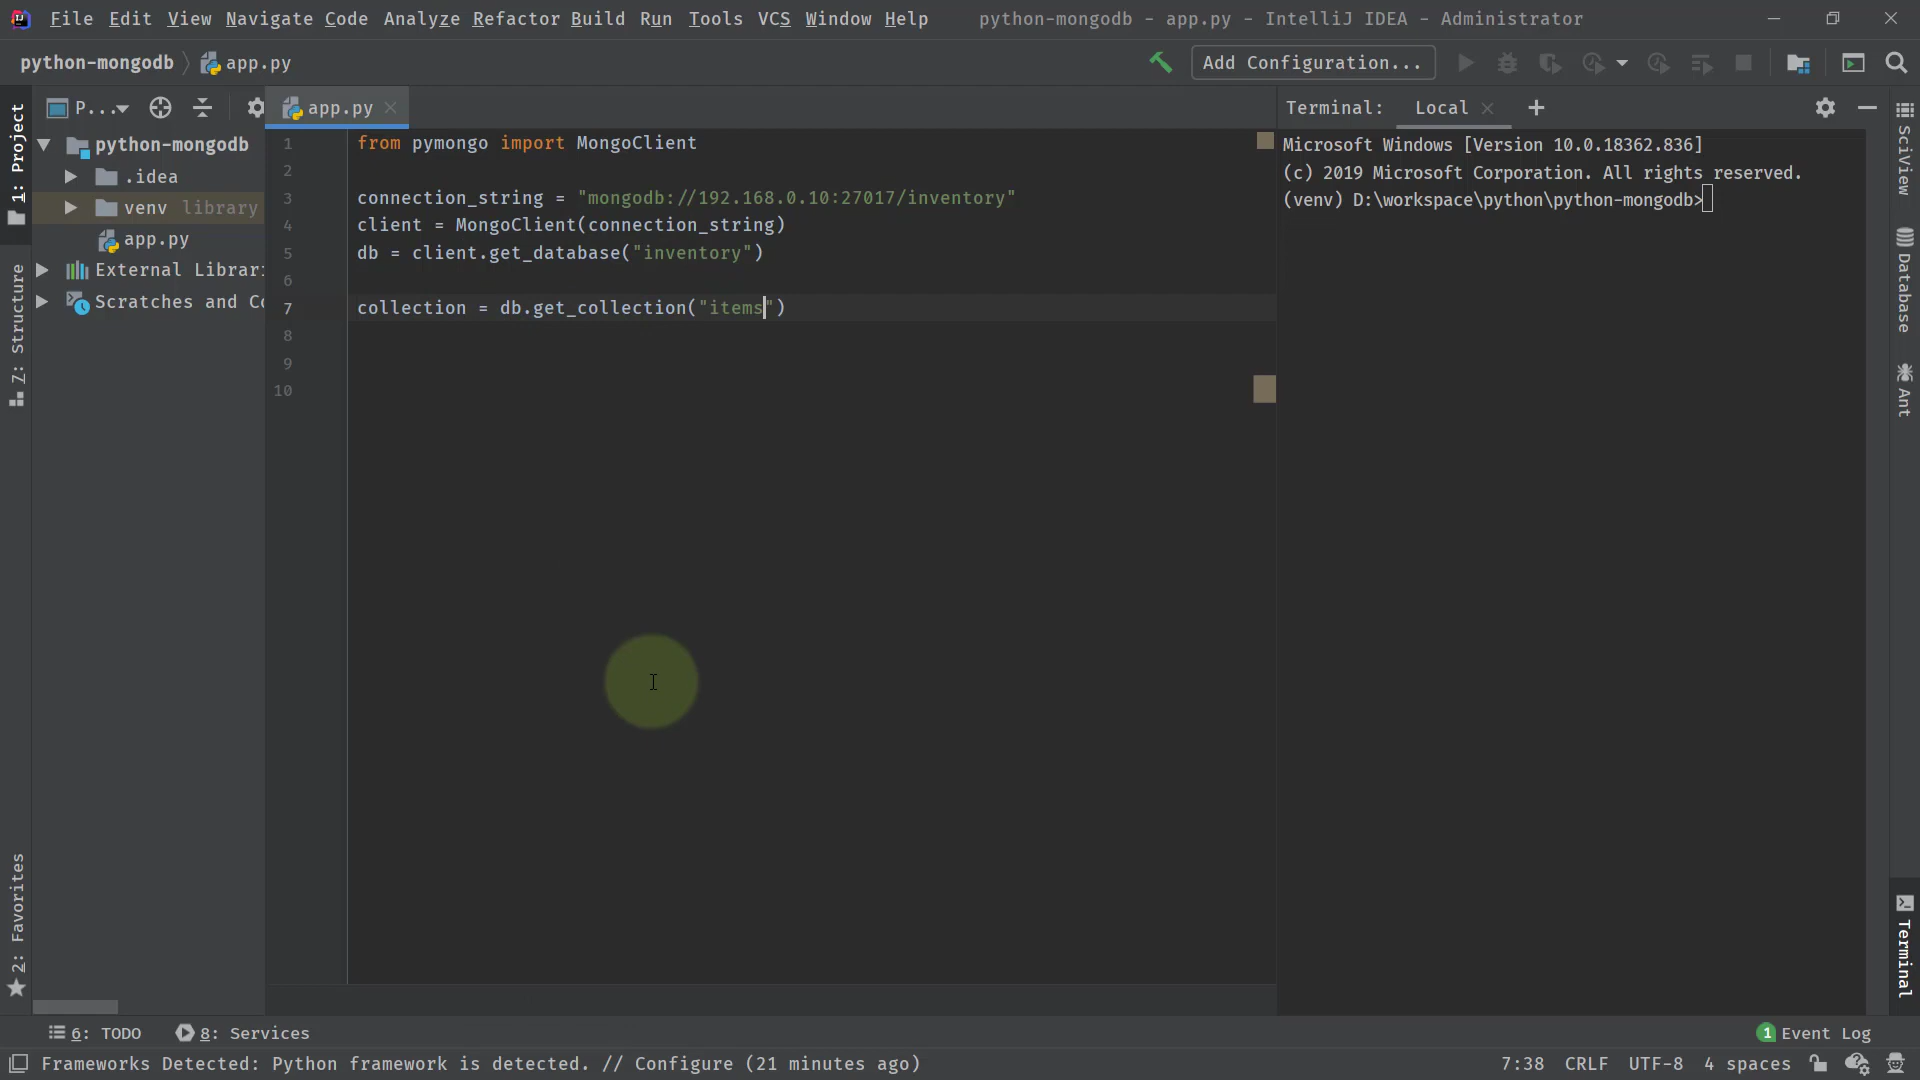 File Edit View Navigate Code Analyze Refactor Build Run Tools VCS Window Help python-mongodb - app.py - IntelliJ IDEA - Administrator
python-mongodb app.py Add Configuration...
P... app.py Terminal: Local
1: Project
Z: Structure
2: Favorites
python-mongodb
.idea
venv library
app.py
External Librar
Scratches and Co
1 from pymongo import MongoClient
2
3 connection_string = "mongodb://192.168.0.10:27017/inventory"
4 client = MongoClient(connection_string)
5 db = client.get_database("inventory")
6
7 collection = db.get_collection("items")
8
9
10
Microsoft Windows [Version 10.0.18362.836]
(c) 2019 Microsoft Corporation. All rights reserved.
(venv) D:\workspace\python\python-mongodb>
SciView
Database
Ant
Terminal
6: TODO 8: Services 1 Event Log
Frameworks Detected: Python framework is detected. // Configure (21 minutes ago) 7:38 CRLF UTF-8 4 spaces